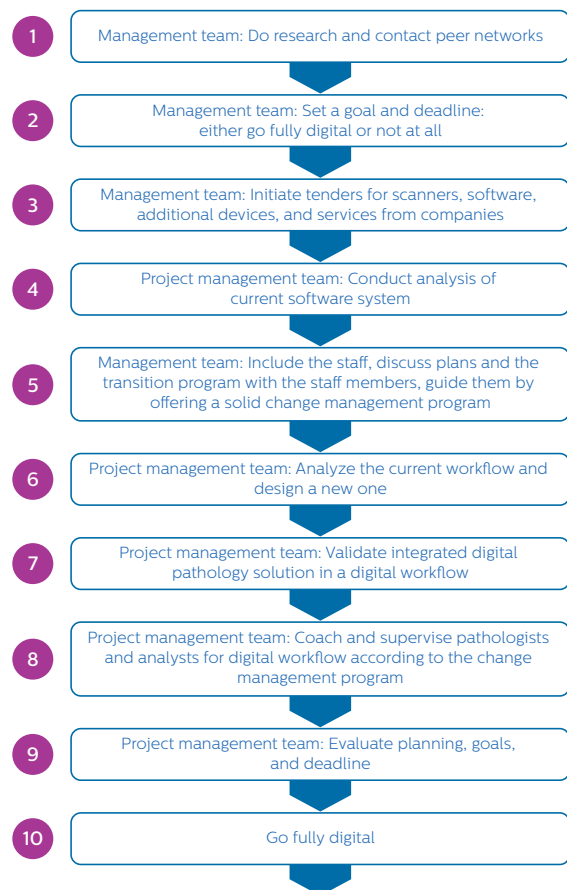 1
Management team: Do research and contact peer networks
2
Management team: Set a goal and deadline:
either go fully digital or not at all
3
Management team: Initiate tenders for scanners, software,
additional devices, and services from companies
4
Project management team: Conduct analysis of
current software system
5
Management team: Include the staff, discuss plans and the
transition program with the staff members, guide them by
offering a solid change management program
6
Project management team: Analyze the current workflow and
design a new one
7
Project management team: Validate integrated digital
pathology solution in a digital workflow
8
Project management team: Coach and supervise pathologists
and analysts for digital workflow according to the change
management program
9
Project management team: Evaluate planning, goals,
and deadline
10
Go fully digital